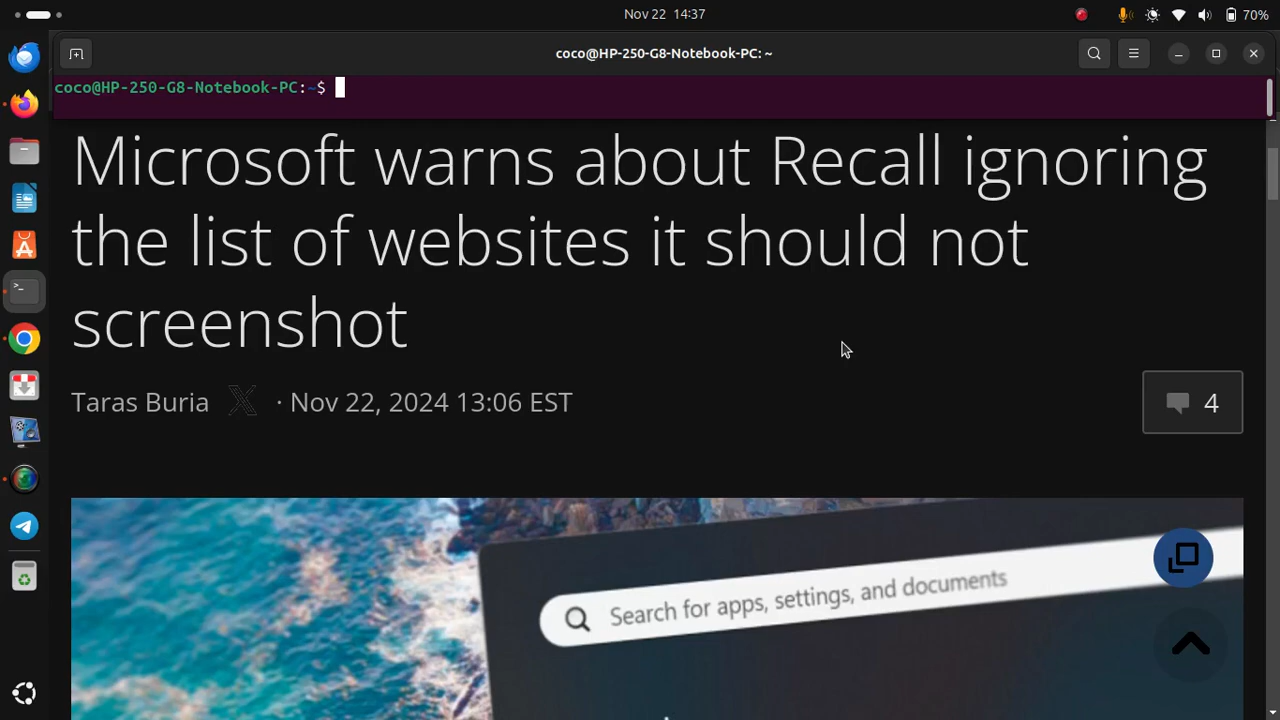 Nov 22 14:37
70%
coco@HP-250-G8-Notebook-PC: ~
coco@HP-250-G8-Notebook-PC:~$
Microsoft warns about Recall ignoring
the list of websites it should not
screenshot
Taras Buria X · Nov 22, 2024 13:06 EST
4
Search for apps, settings, and documents